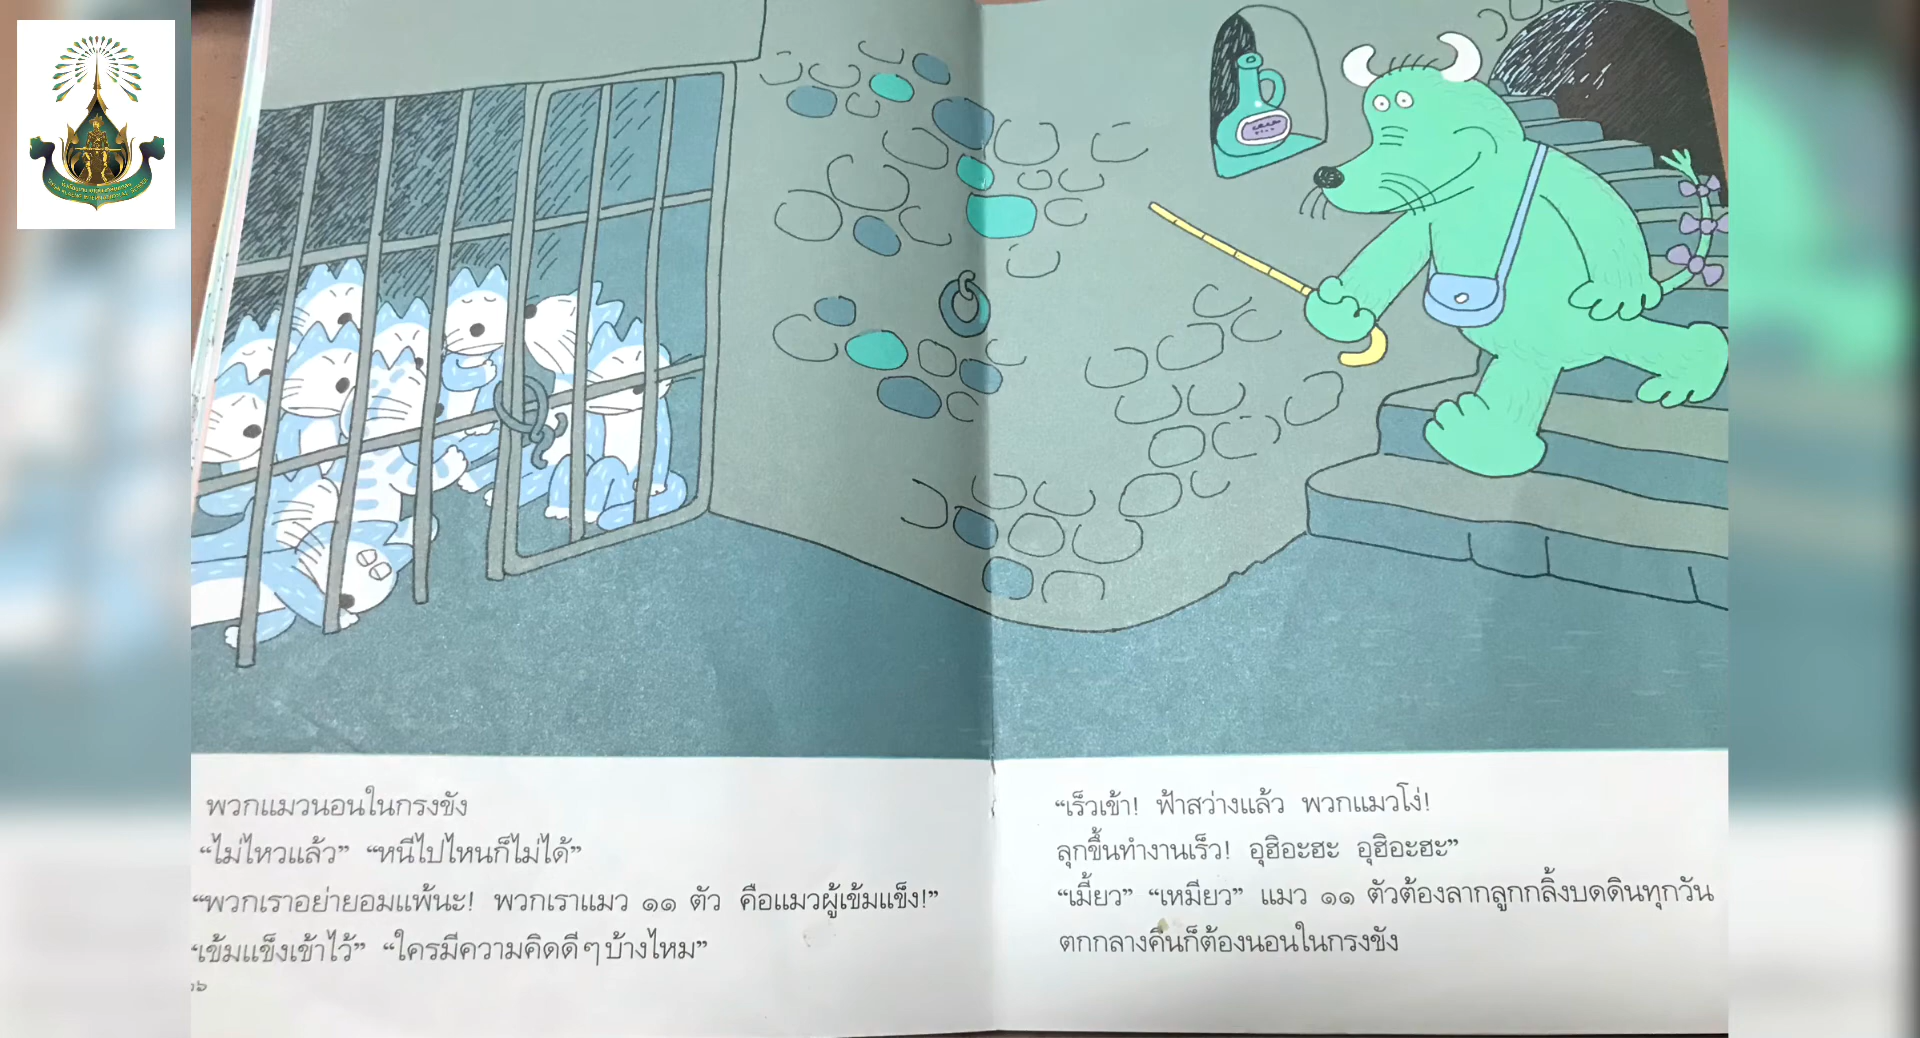 พวกแมวนอนในกรงขัง
“ไม่ไหวแล้ว” “หนีไปไหนก็ไม่ได้”
“พวกเราอย่ายอมแพ้นะ! พวกเราแมว ๑๑ ตัว คือแมวผู้เข้มแข็ง!”
“เข้มแข็งเข้าไว้” “ใครมีความคิดดีๆบ้างไหม”
“เร็วเข้า! ฟ้าสว่างแล้ว พวกแมวโง่!
ลุกขึ้นทำงานเร็ว! อุฮิอะฮะ อุฮิอะฮะ”
“เมี้ยว” “เหมียว” แมว ๑๑ ตัวต้องลากลูกกลิ้งบดดินทุกวัน
ตกกลางคืนก็ต้องนอนในกรงขัง